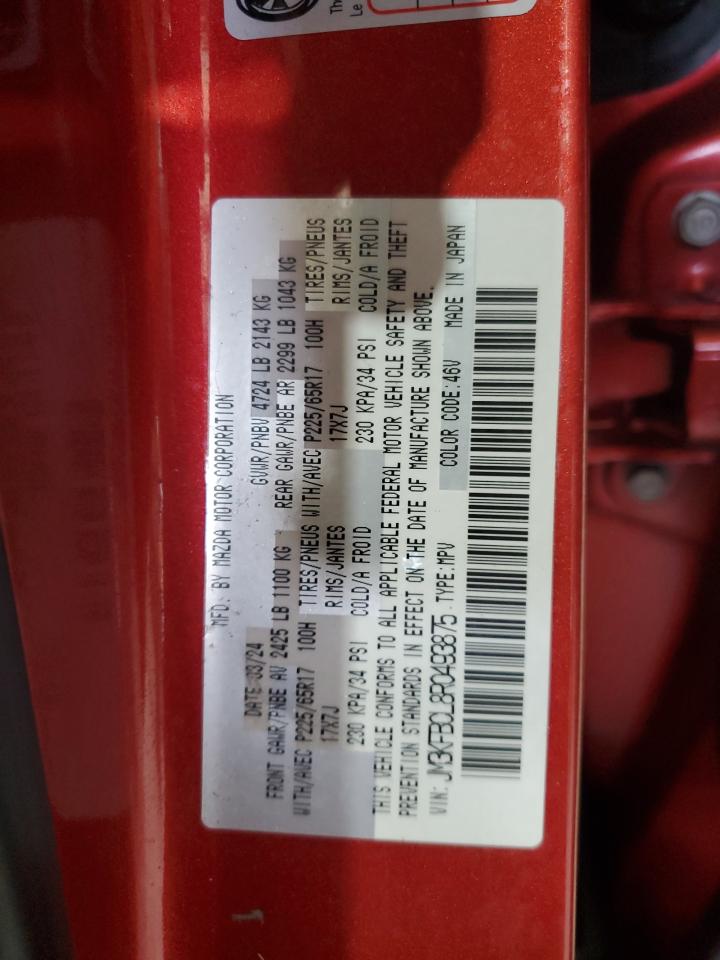 Th
Le
MFD. BY MAZDA MOTOR CORPORATION
DATE:03/24 GVWR/PNBV 4724 LB 2143 KG
FRONT GAWR/PNBE AV 2425 LB 1100 KG REAR GAWR/PNBE AR 2299 LB 1043 KG
WITH/AVEC P225/65R17 100H TIRES/PNEUS WITH/AVEC P225/65R17 100H TIRES/PNEUS
17X7J RIMS/JANTES 17X7J RIMS/JANTES
230 KPA/34 PSI COLD/A FROID 230 KPA/34 PSI COLD/A FROID
THIS VEHICLE CONFORMS TO ALL APPLICABLE FEDERAL MOTOR VEHICLE SAFETY AND THEFT
PREVENTION STANDARDS IN EFFECT ON THE DATE OF MANUFACTURE SHOWN ABOVE.
VIN: JM3KFBCL8R0493875 TYPE:MPV COLOR CODE:46V MADE IN JAPAN